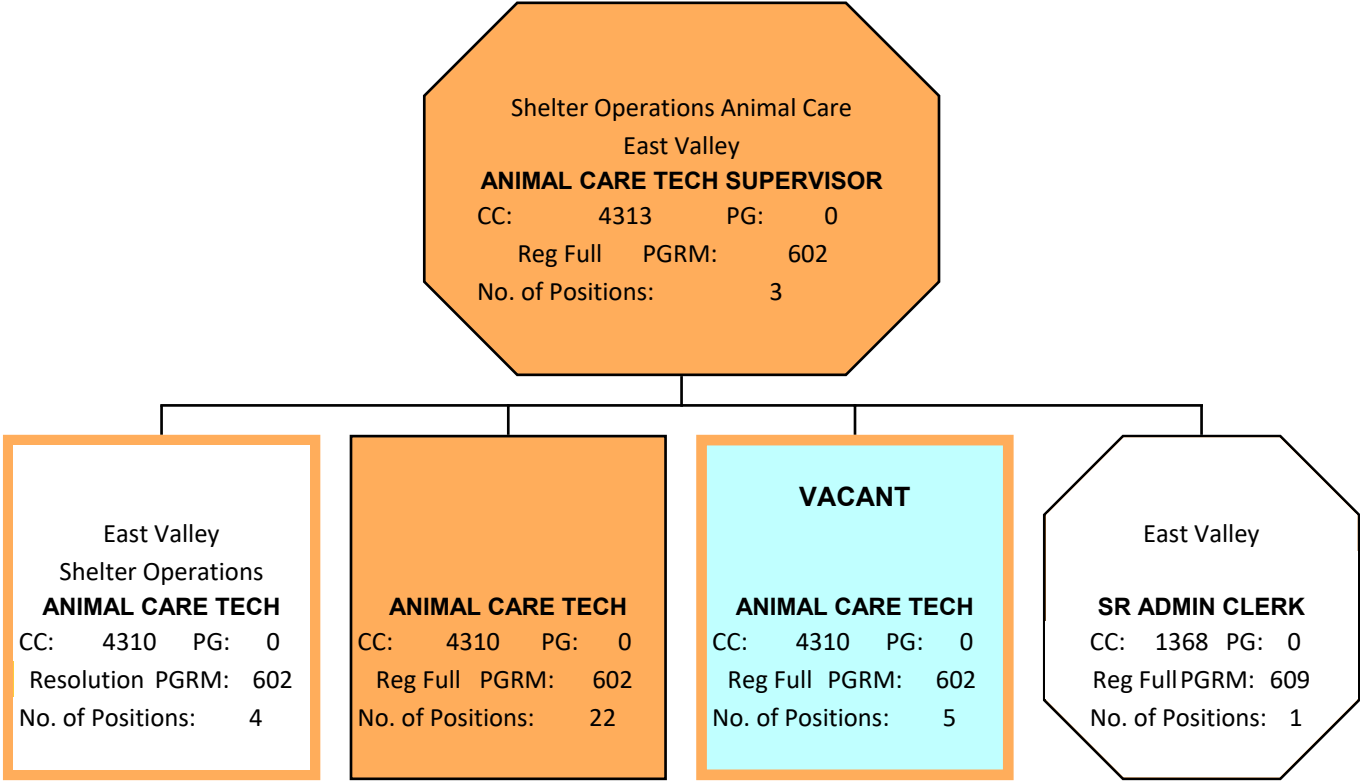 Shelter Operations Animal Care
East Valley
ANIMAL CARE TECH SUPERVISOR
CC: 4313 PG: 0
Reg Full PGRM: 602
No. of Positions: 3
East Valley
Shelter Operations
ANIMAL CARE TECH
CC: 4310 PG: 0
Resolution PGRM: 602
No. of Positions: 4
ANIMAL CARE TECH
CC: 4310 PG: 0
Reg Full PGRM: 602
No. of Positions: 22
VACANT
ANIMAL CARE TECH
CC: 4310 PG: 0
Reg Full PGRM: 602
No. of Positions: 5
East Valley
SR ADMIN CLERK
CC: 1368 PG: 0
Reg Full PGRM: 609
No. of Positions: 1